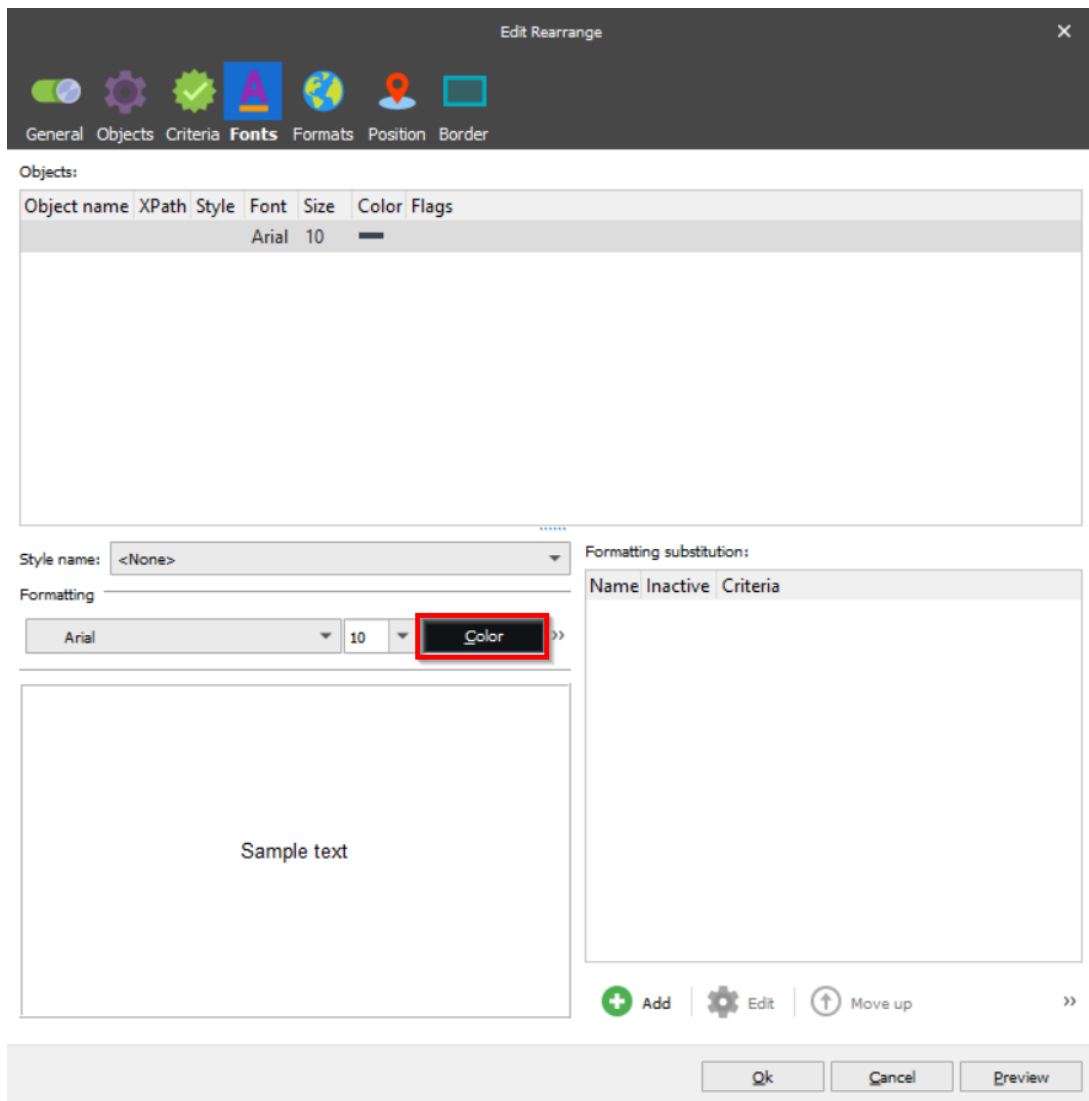 Edit Rearrange
General Objects Criteria Fonts Formats Position Border
Objects:
Object name XPath Style Font Size Color Flags
Arial 10
Style name: <None>
Formatting substitution:
Formatting
Name Inactive Criteria
Arial 10 Color »
Sample text
Add Edit Move up »
Ok Cancel Preview